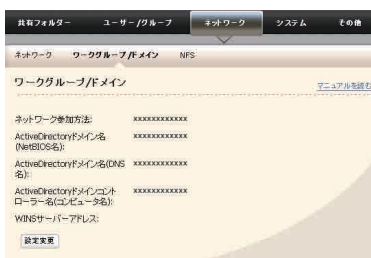 共有フォルダー ユーザー/グループ ネットワーク システム その他
ネットワーク ワークグループ/ドメイン NFS
ワークグループ/ドメイン
マニュアルを読む
ネットワーク参加方法: xxxxxxxxxxxx
ActiveDirectoryドメイン名 xxxxxxxxxxxx
(NetBIOS名):
ActiveDirectoryドメイン名(DNS xxxxxxxxxxxx
名):
ActiveDirectoryドメインコント xxxxxxxxxxxx
ローラー名(コンピュータ名):
WINSサーバーアドレス:
設定変更